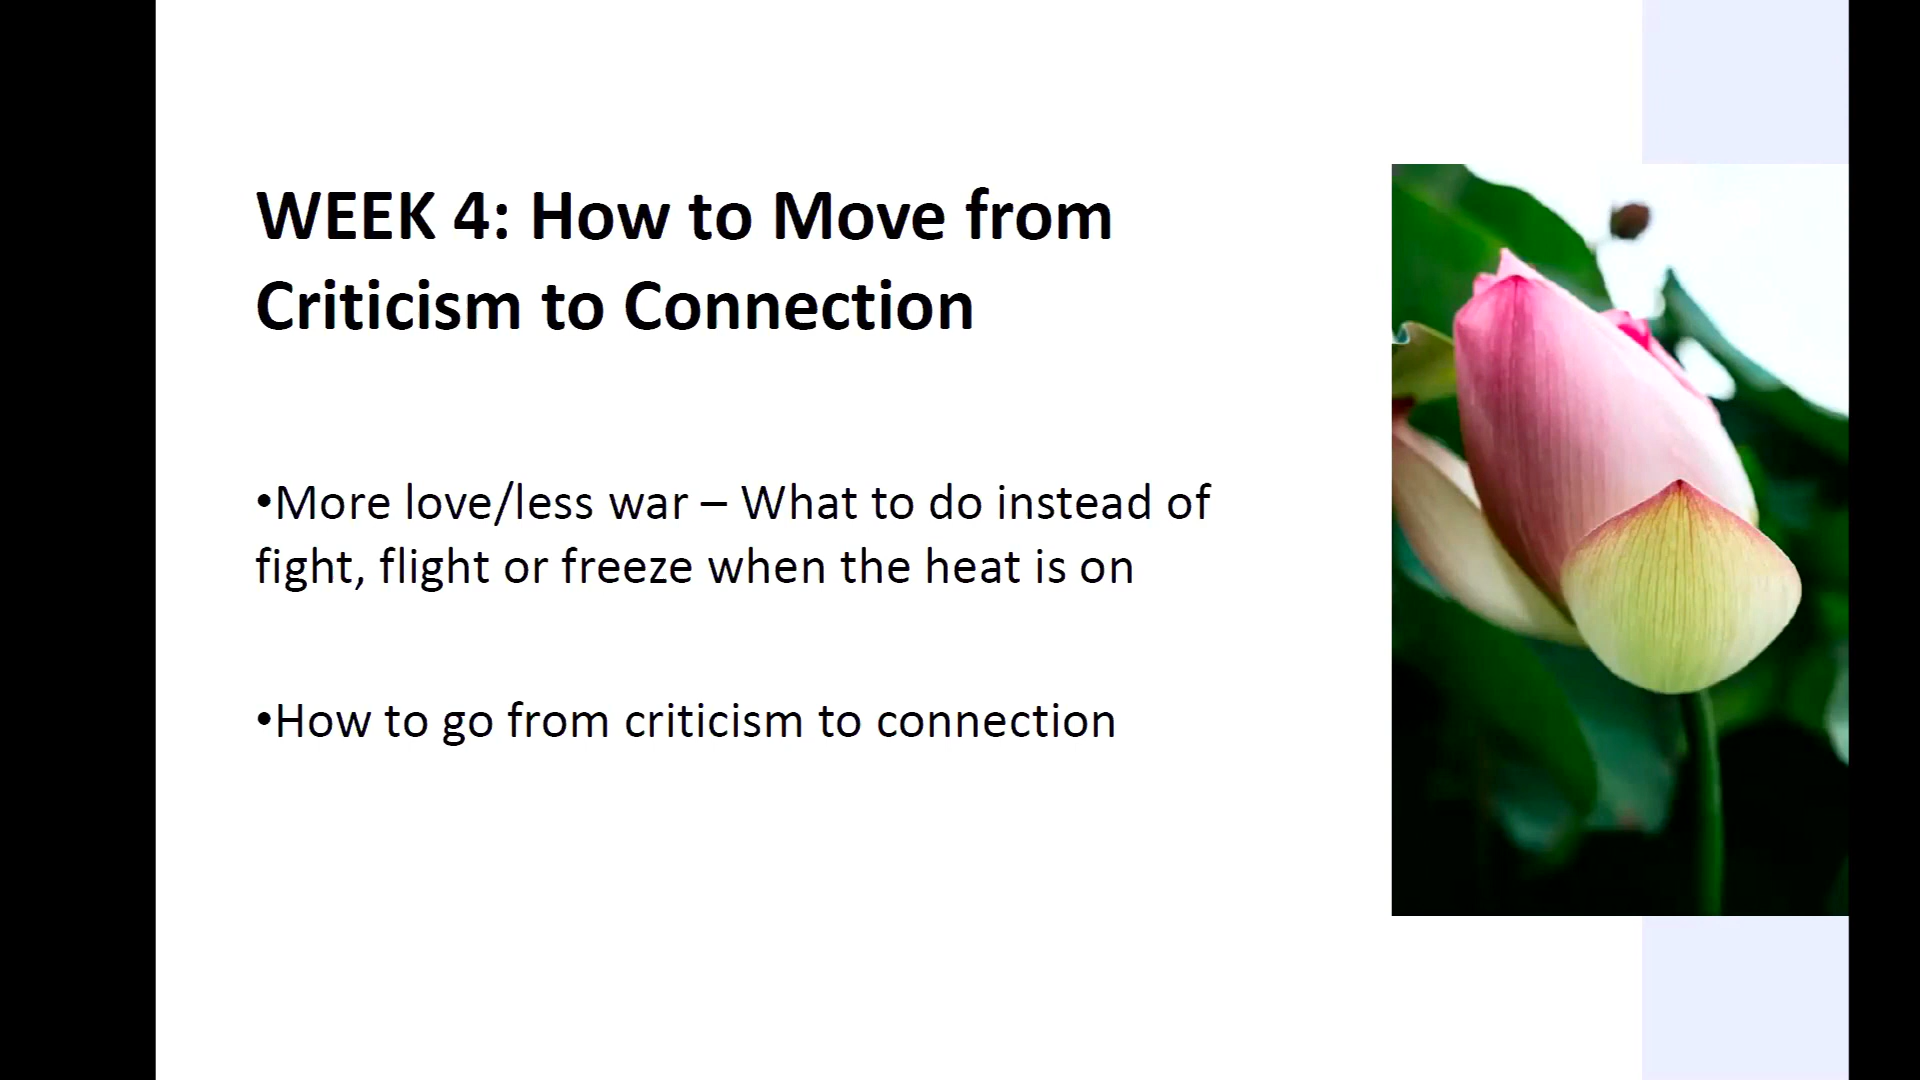 WEEK 4: How to Move from
Criticism to Connection
•More love/less war – What to do instead of
fight, flight or freeze when the heat is on
•How to go from criticism to connection